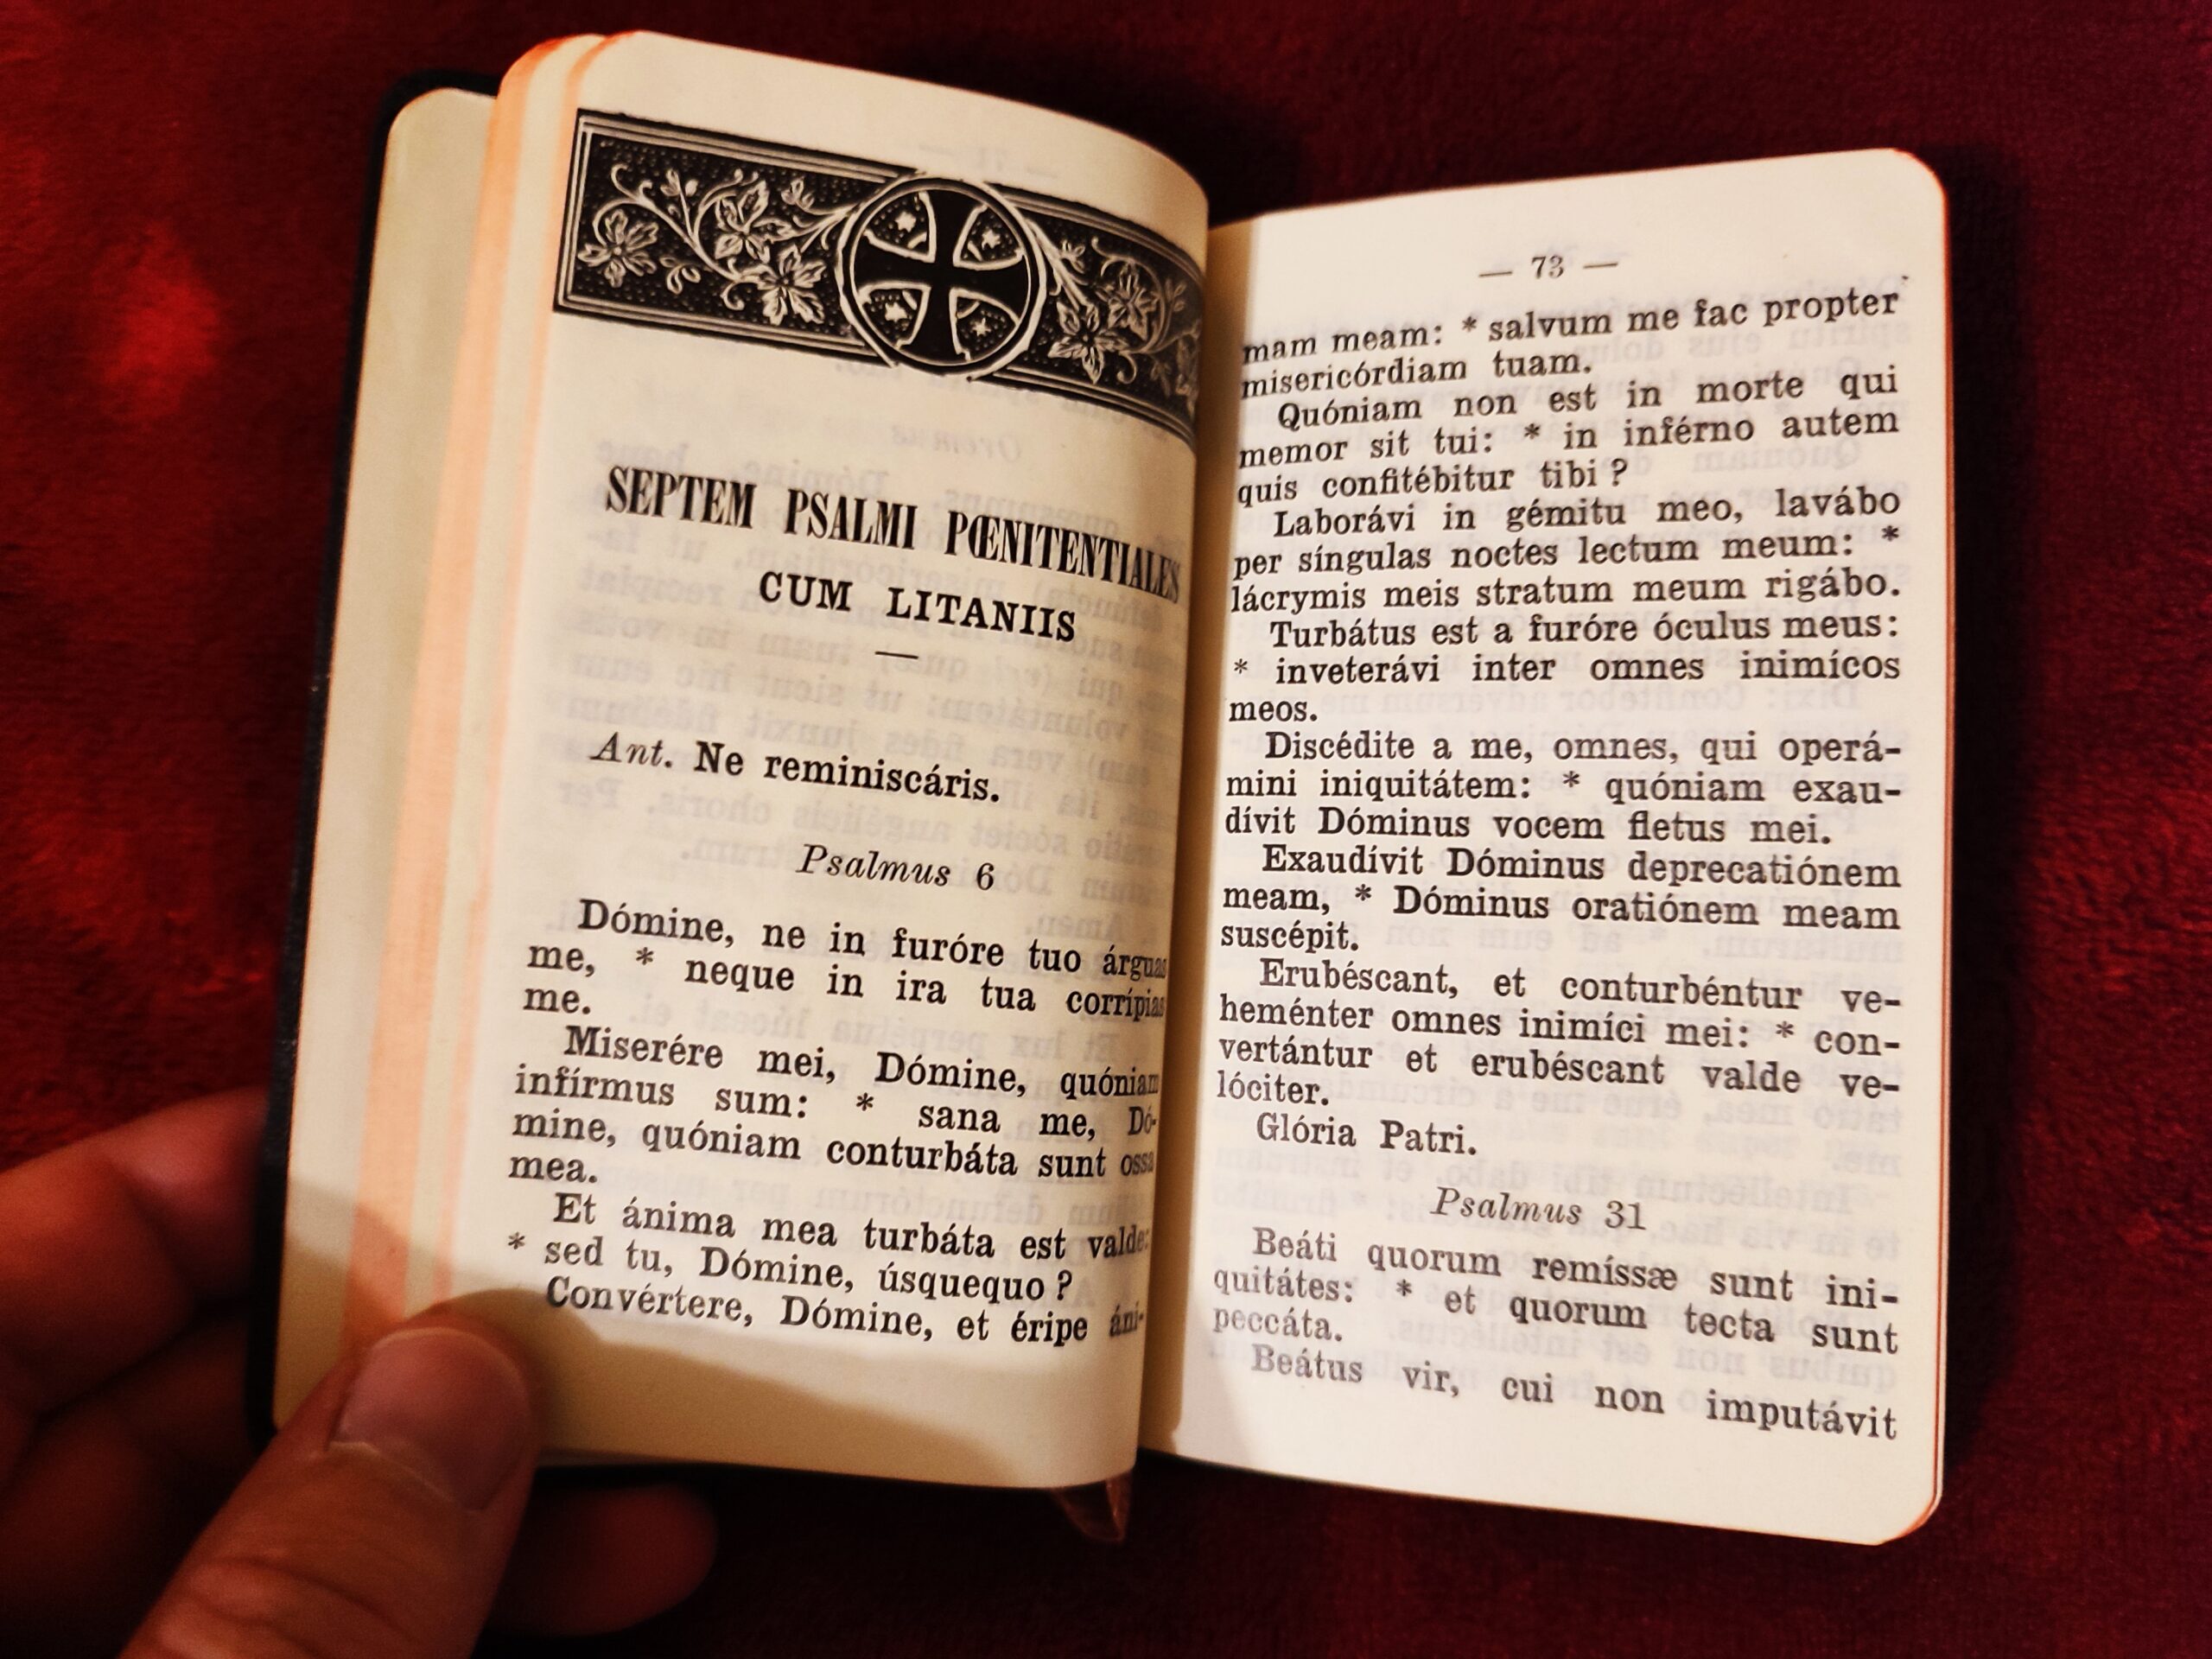 SEPTEM PSALMI PŒNITENTIALES
CUM LITANIIS
Ant. Ne reminiscáris.
Psalmus 6
Dómine, ne in furóre tuo árguas
me, * neque in ira tua corrípias
me.
Miserére mei, Dómine, quóniam
infírmus sum: * sana me, Dó-
mine, quóniam conturbáta sunt ossa
mea.
Et ánima mea turbáta est valde:
* sed tu, Dómine, úsquequo ?
Convértere, Dómine, et éripe áni-
— 73 —
mam meam: * salvum me fac propter
misericórdiam tuam.
Quóniam non est in morte qui
memor sit tui: * in inférno autem
quis confitébitur tibi ?
Laborávi in gémitu meo, lavábo
per síngulas noctes lectum meum: *
lácrymis meis stratum meum rigábo.
Turbátus est a furóre óculus meus:
* inveterávi inter omnes inimícos
meos.
Discédite a me, omnes, qui operá-
mini iniquitátem: * quóniam exau-
dívit Dóminus vocem fletus mei.
Exaudívit Dóminus deprecatiónem
meam, * Dóminus oratiónem meam
suscépit.
Erubéscant, et conturbéntur ve-
heménter omnes inimíci mei: * con-
vertántur et erubéscant valde ve-
lóciter.
Glória Patri.
Psalmus 31
Beáti quorum remíssæ sunt ini-
quitátes: * et quorum tecta sunt
peccáta.
Beátus vir, cui non imputávit